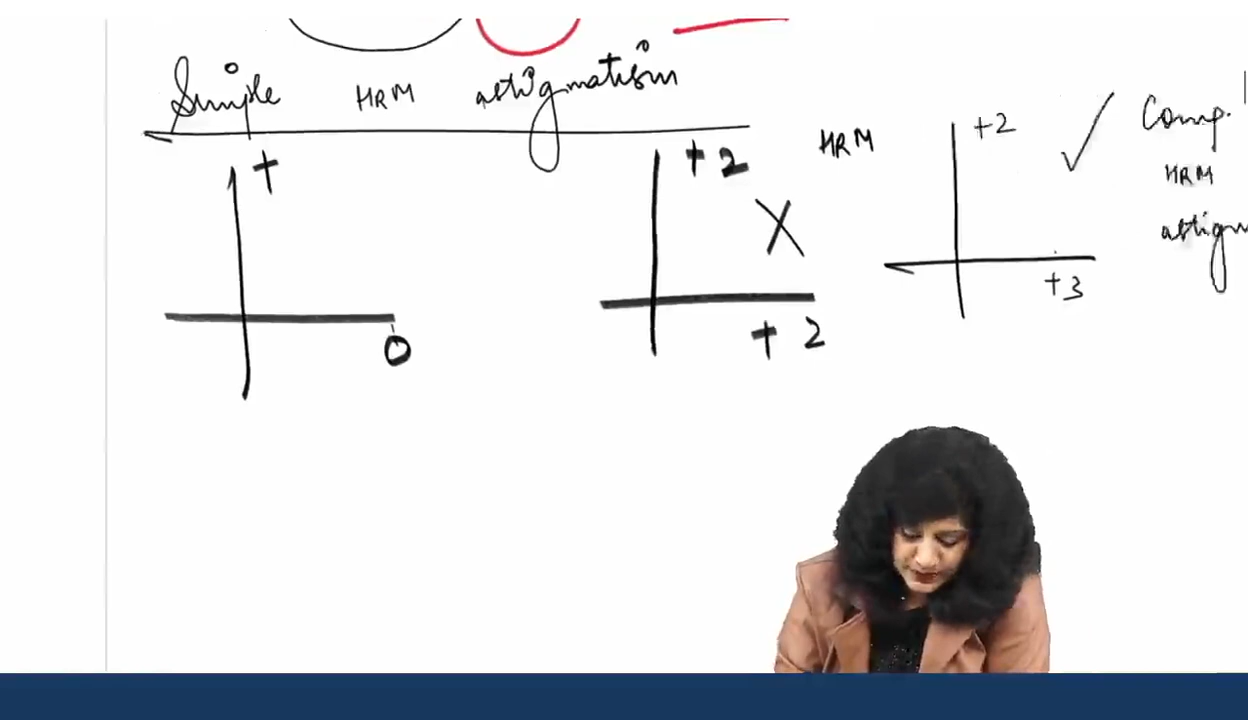 Simple HRM astigmatism
+
0
+2
X
+ 2
HRM
+2
+3
✓
Comp.
HRM
astigm